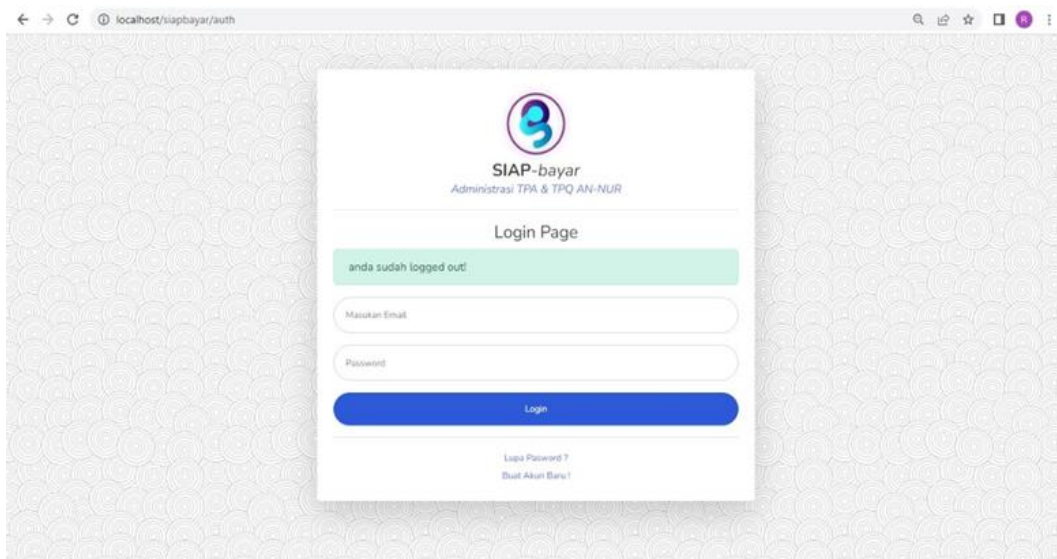 localhost/siapbayar/auth
R
SIAP-bayar
Administrasi TPA & TPQ AN-NUR
Login Page
anda sudah logged out!
Masukan Email
Password
Login
Lupa Pasword ?
Buat Akun Baru !